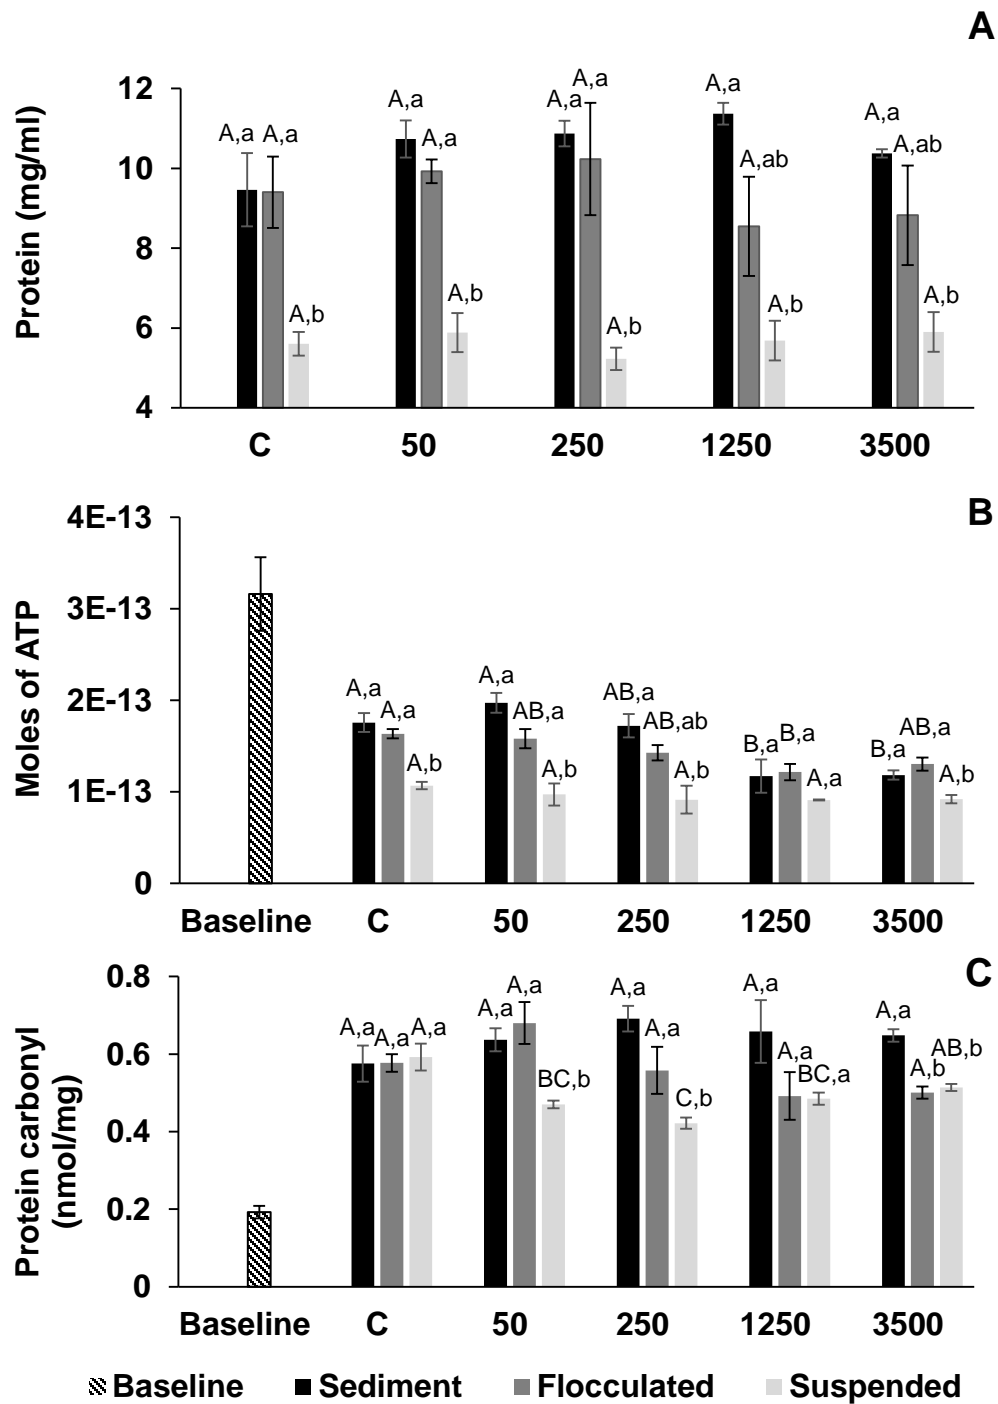 A
Protein (mg/ml)
12
10
8
6
4
A,a A,a A,b
A,a A,a A,b
A,a A,a A,b
A,a A,ab A,b
A,a A,ab A,b
C 50 250 1250 3500
B
Moles of ATP
4E-13
3E-13
2E-13
1E-13
0
A,a A,a A,b
A,a AB,a A,b
AB,a AB,ab A,b
B,a B,a A,a
B,a AB,a A,b
Baseline C 50 250 1250 3500
C
Protein carbonyl
(nmol/mg)
0.8
0.6
0.4
0.2
0
A,a A,a A,a
A,a A,a BC,b
A,a A,a C,b
A,a A,a BC,a
A,a A,b AB,b
Baseline C 50 250 1250 3500
Baseline Sediment Flocculated Suspended